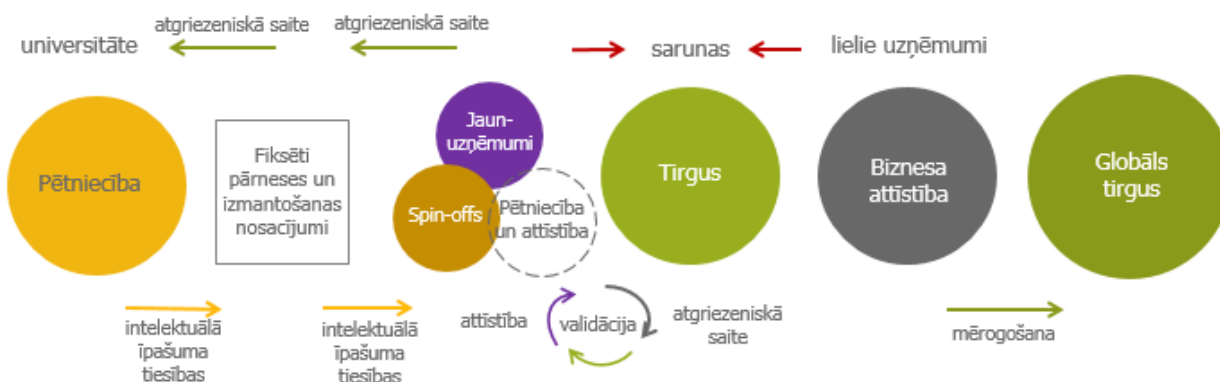 atgriezeniskā saite
atgriezeniskā saite
universitāte
sarunas
lielie uzņēmumi
Pētniecība
Fiksēti
pārneses un
izmantošanas
nosacījumi
Jaun-
uzņēmumi
Spin-offs
Pētniecība
un attīstība
Tirgus
Biznesa
attīstība
Globāls
tirgus
intelektuālā
īpašuma
tiesības
intelektuālā
īpašuma
tiesības
attīstība
validācija
atgriezeniskā
saite
mērogošana